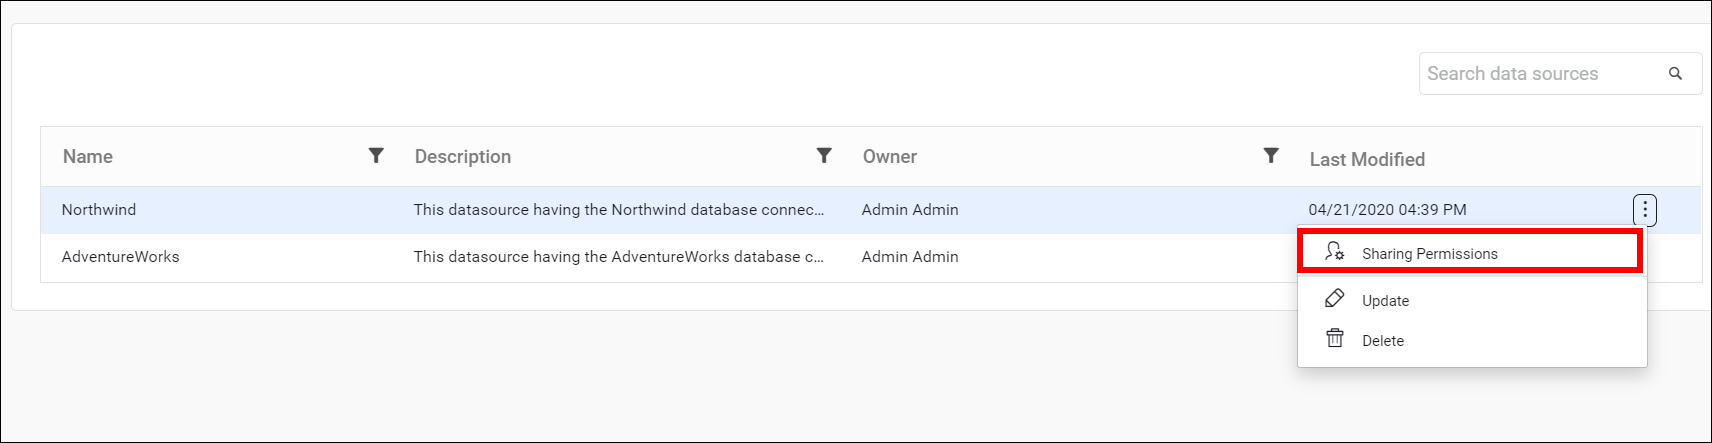 Search data sources
Name Description Owner Last Modified
Northwind This datasource having the Northwind database connec... Admin Admin 04/21/2020 04:39 PM
AdventureWorks This datasource having the AdventureWorks database c... Admin Admin
Sharing Permissions
Update
Delete